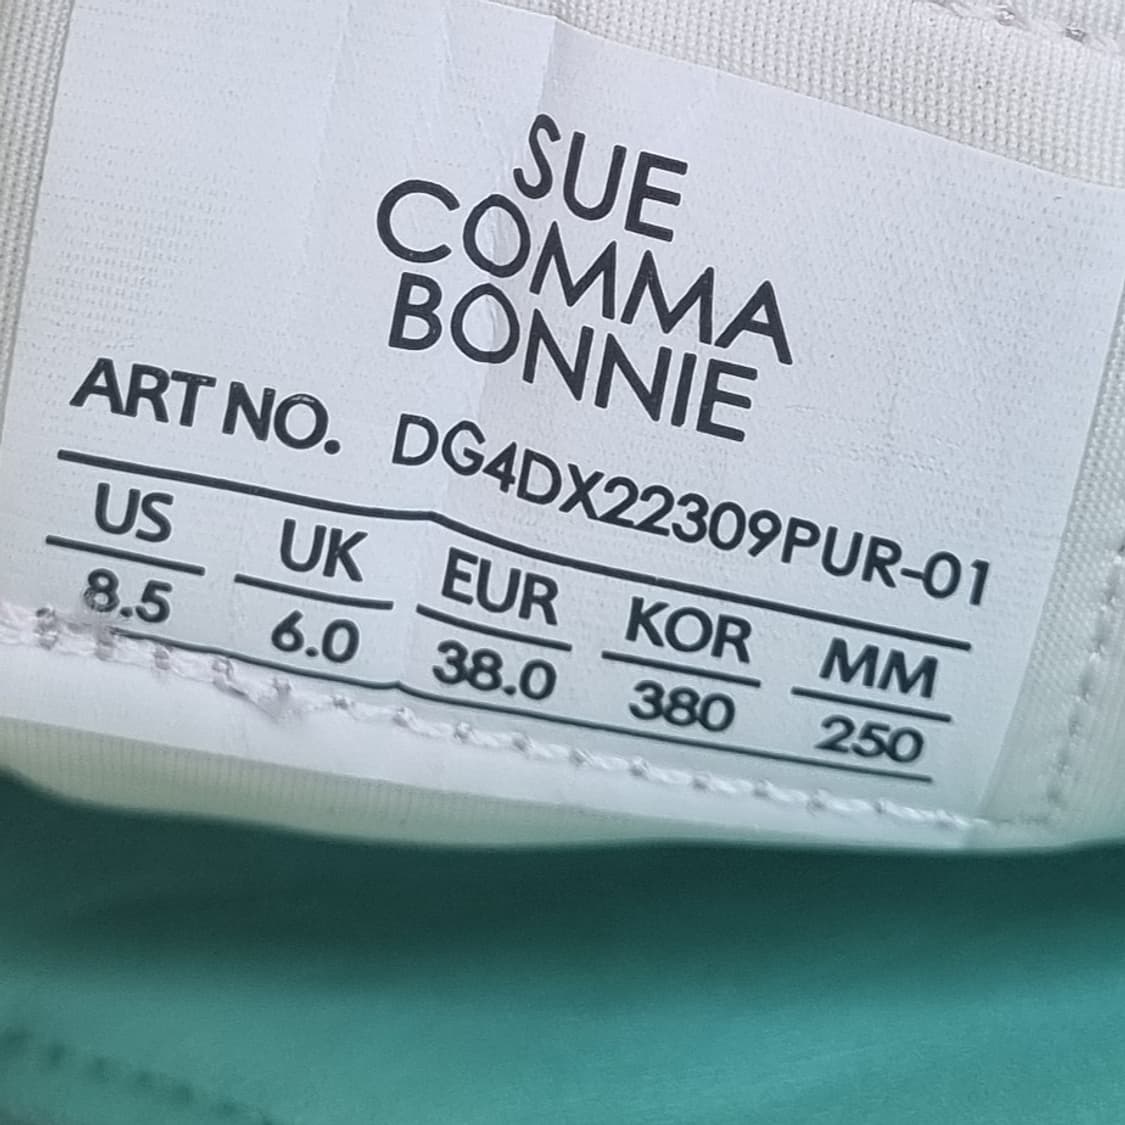 SUE
COMMA
BONNIE
ART NO. DG4DX22309PUR-01
US UK EUR KOR MM
8.5 6.0 38.0 380 250